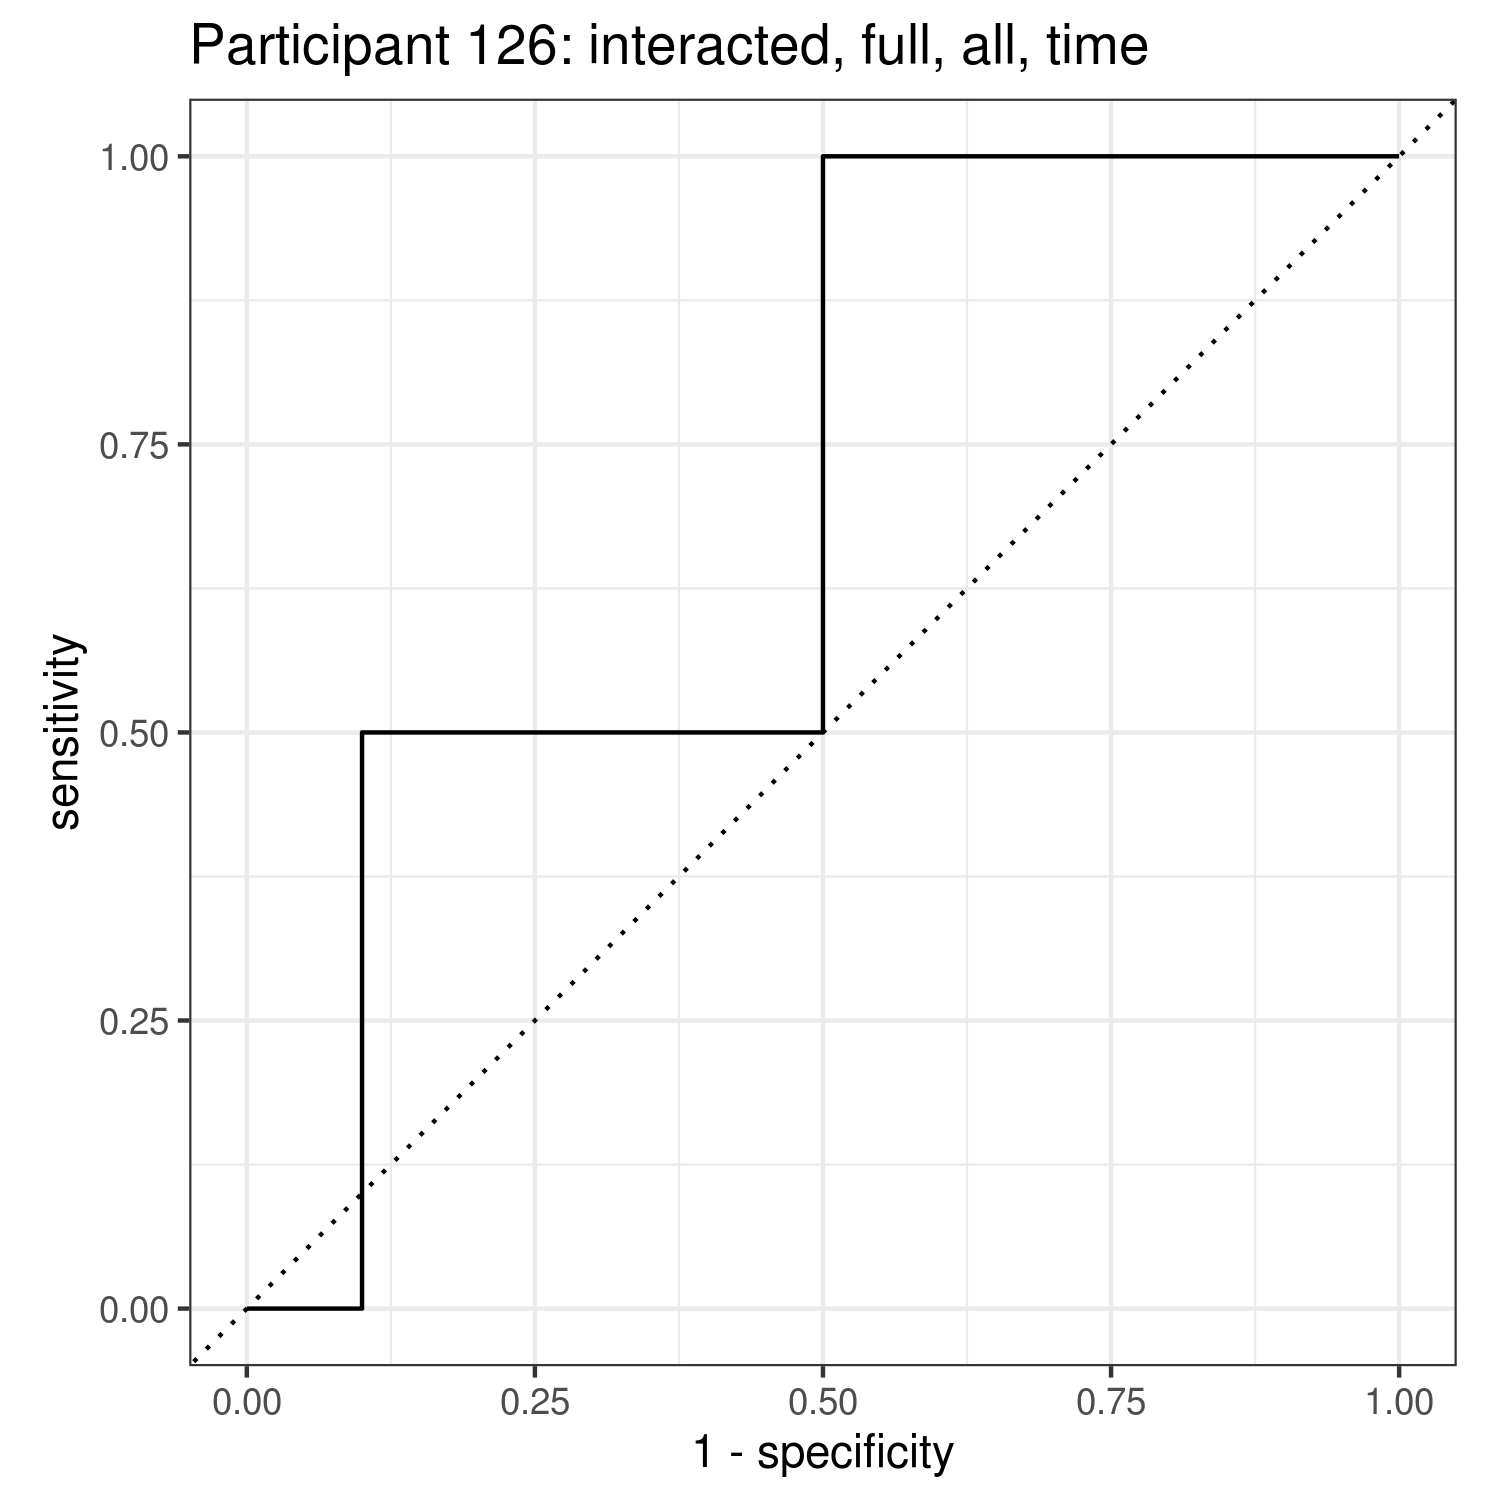 Participant 126: interacted, full, all, time
1.00
0.75
0.50
0.25
0.00
sensitivity
0.00 0.25 0.50 0.75 1.00
1 - specificity